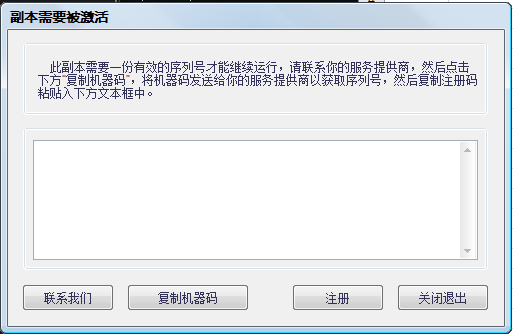 副本需要被激活
此副本需要一份有效的序列号才能继续运行，请联系你的服务提供商，然后点击
下方"复制机器码"，将机器码发送给你的服务提供商以获取序列号，然后复制注册码
粘贴入下方文本框中。
联系我们 复制机器码 注册 关闭退出